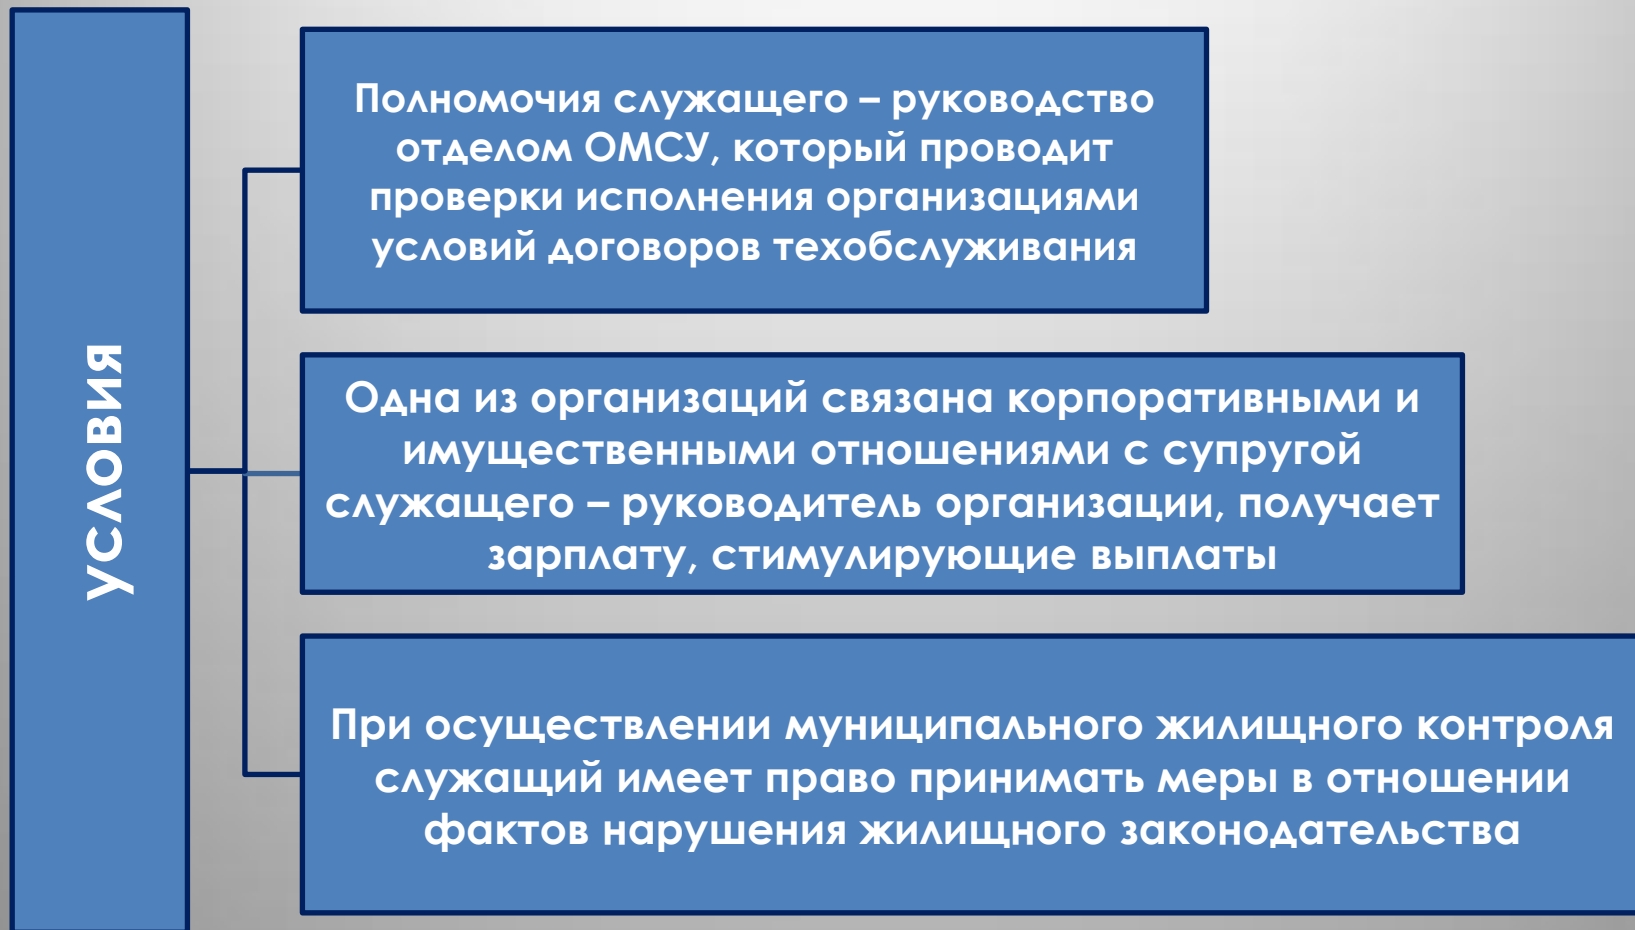 условия
Полномочия служащего – руководство
отделом ОМСУ, который проводит
проверки исполнения организациями
условий договоров техобслуживания
Одна из организаций связана корпоративными и
имущественными отношениями с супругой
служащего – руководитель организации, получает
зарплату, стимулирующие выплаты
При осуществлении муниципального жилищного контроля
служащий имеет право принимать меры в отношении
фактов нарушения жилищного законодательства